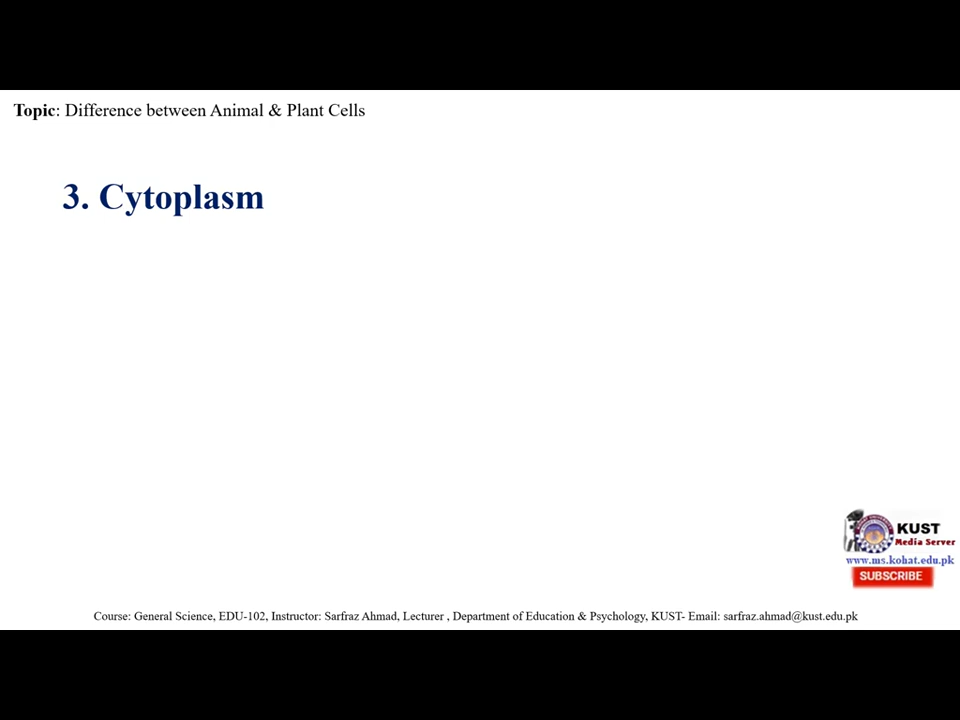 Topic: Difference between Animal & Plant Cells
3. Cytoplasm
KUST
Media Server
www.ms.kohat.edu.pk
SUBSCRIBE
Course: General Science, EDU-102, Instructor: Sarfraz Ahmad, Lecturer , Department of Education & Psychology, KUST- Email: sarfraz.ahmad@kust.edu.pk